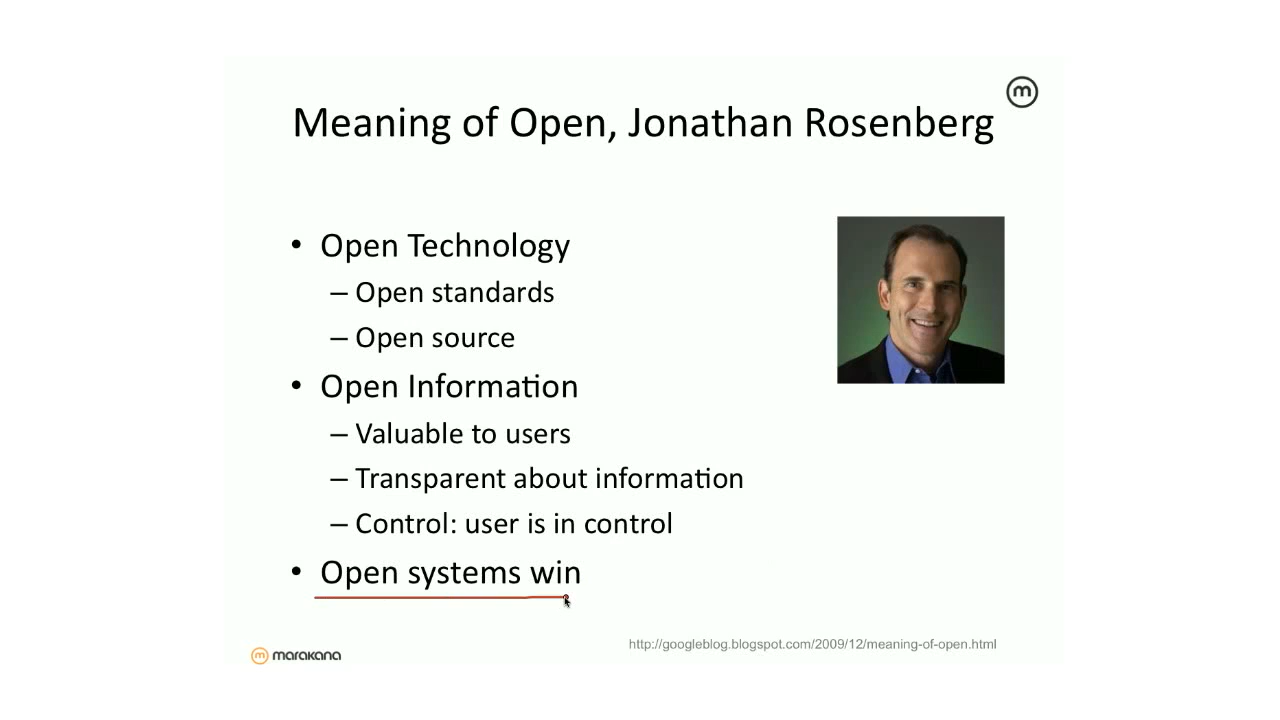 m
Meaning of Open, Jonathan Rosenberg
• Open Technology
– Open standards
– Open source
• Open Information
– Valuable to users
– Transparent about information
– Control: user is in control
• Open systems win
http://googleblog.blogspot.com/2009/12/meaning-of-open.html
m marakana